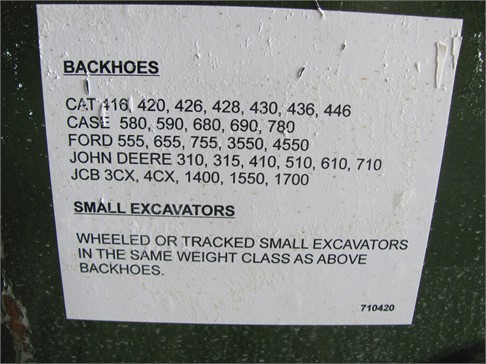 BACKHOES
CAT 416, 420, 426, 428, 430, 436, 446
CASE 580, 590, 680, 690, 780
FORD 555, 655, 755, 3550, 4550
JOHN DEERE 310, 315, 410, 510, 610, 710
JCB 3CX, 4CX, 1400, 1550, 1700
SMALL EXCAVATORS
WHEELED OR TRACKED SMALL EXCAVATORS
IN THE SAME WEIGHT CLASS AS ABOVE
BACKHOES.
710420